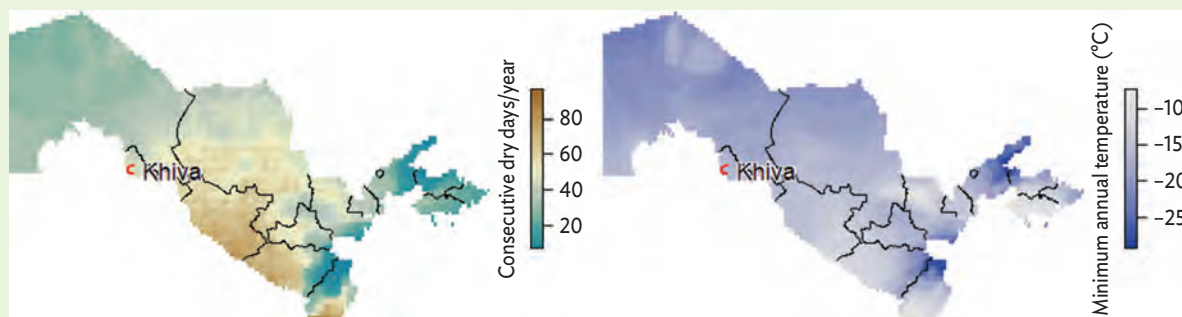 Khiva
Consecutive dry days/year
80
60
40
20
Khiva
Minimum annual temperature (°C)
−10
−15
−20
−25